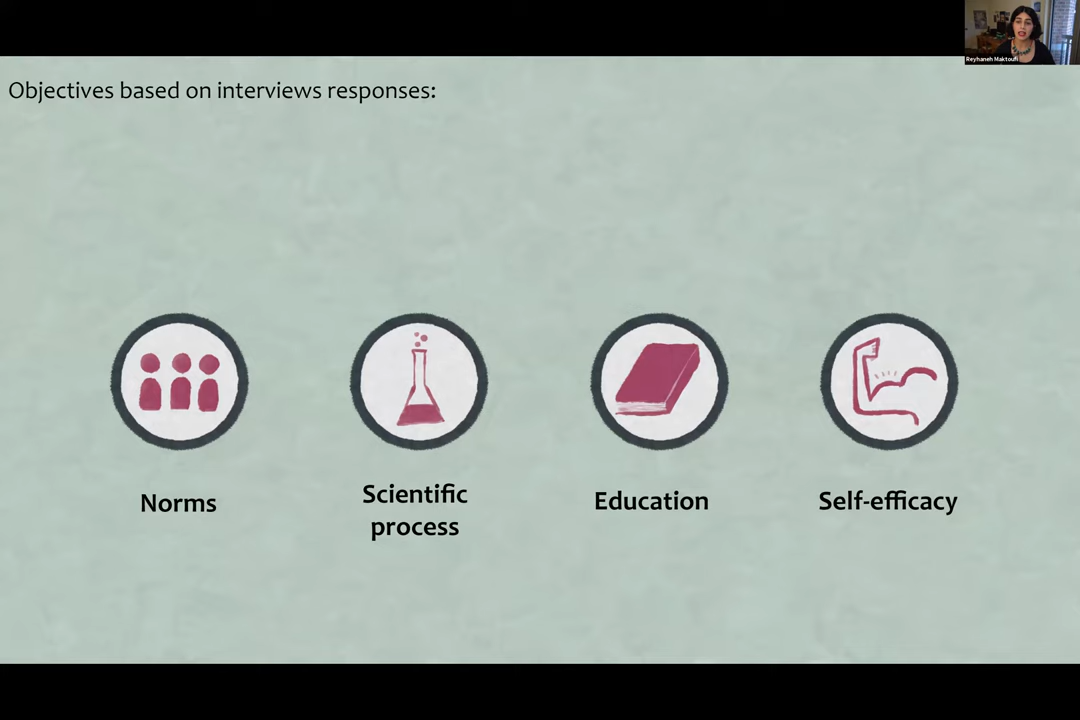 Reyhaneh Maktoufi
Objectives based on interviews responses:
Norms
Scientific
process
Education
Self-efficacy